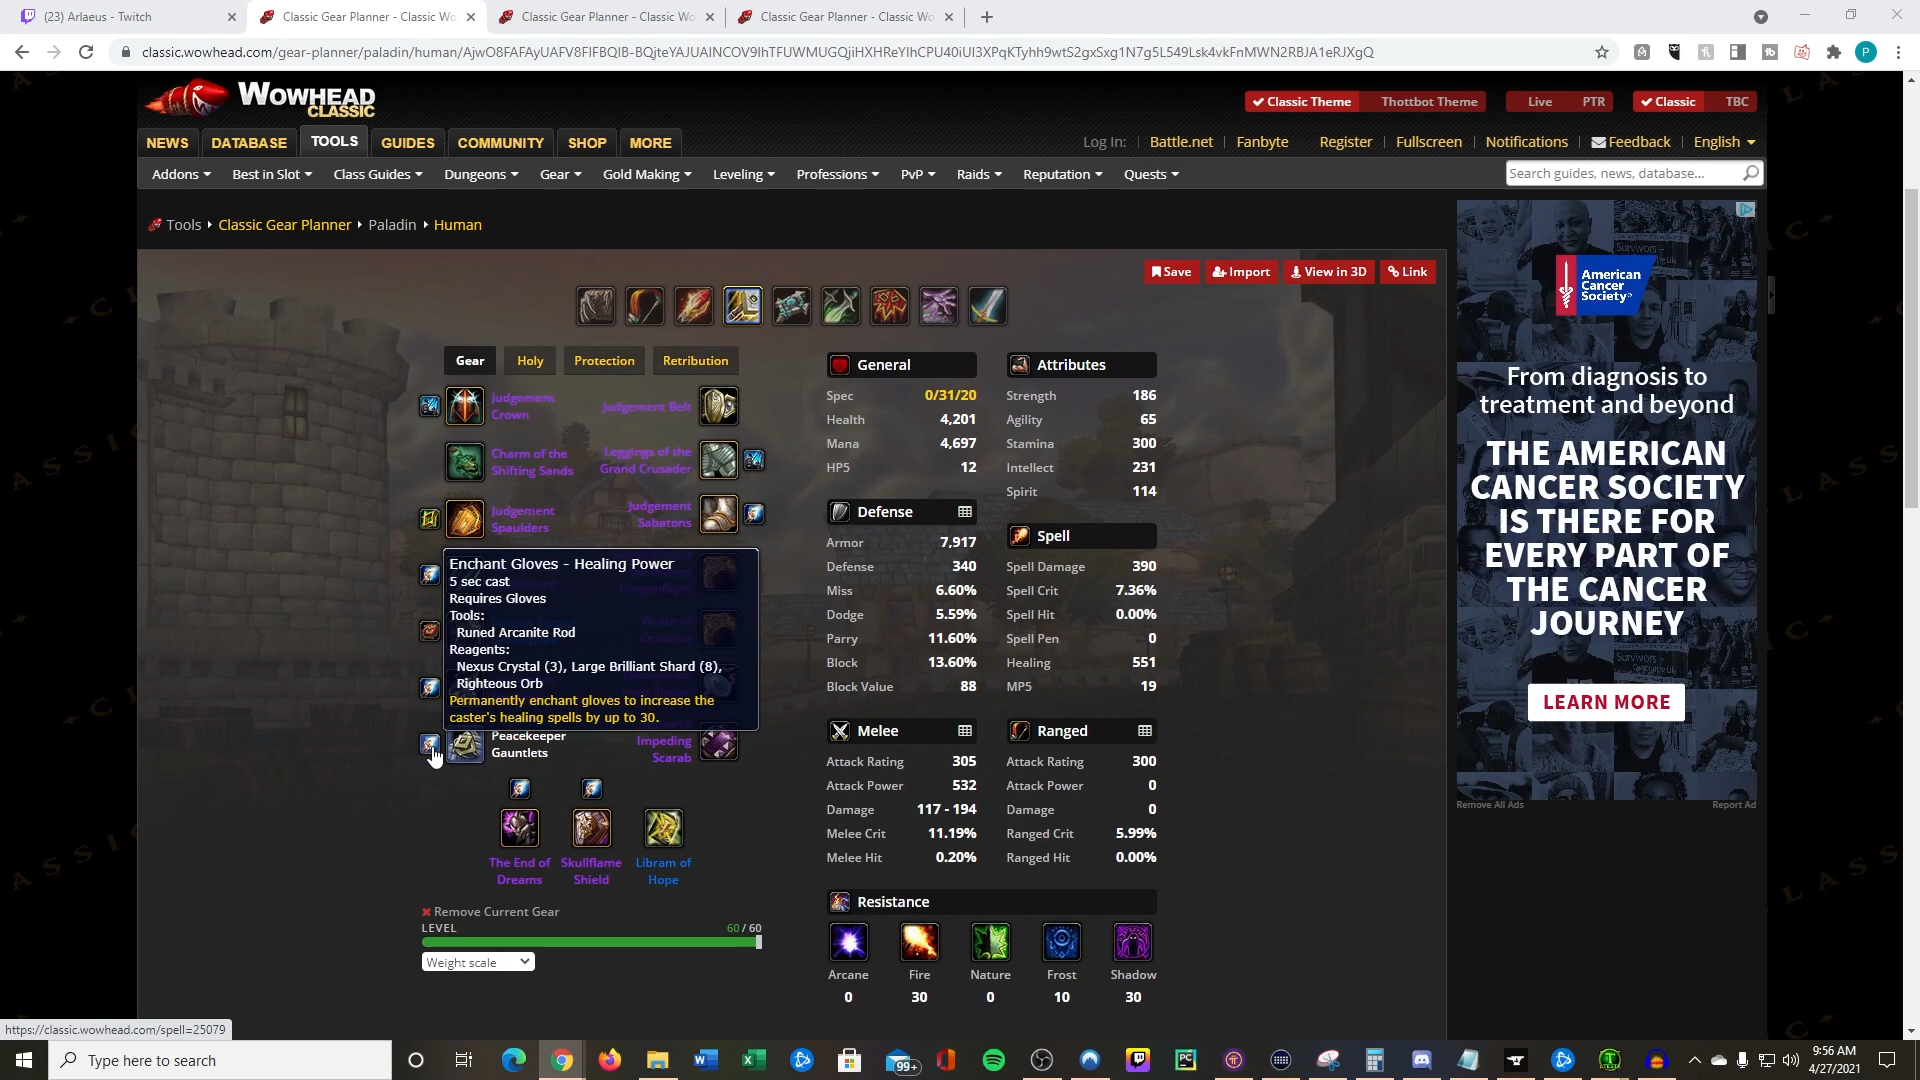 (23) Arlaeus - Twitch
Classic Gear Planner - Classic Wo
Classic Gear Planner - Classic Wo
Classic Gear Planner - Classic Wo
WOWHEAD
CLASSIC
Classic Theme Thottbot Theme Live PTR Classic TBC
NEWS DATABASE TOOLS GUIDES COMMUNITY SHOP MORE
Log In: Battle.net Fanbyte Register Fullscreen Notifications Feedback English
Addons Best in Slot Class Guides Dungeons Gear Gold Making Leveling Professions PvP Raids Reputation Quests
Search guides, news, database...
Tools Classic Gear Planner Paladin Human
Save Import View in 3D Link
Gear Holy Protection Retribution
Judgement Crown
Judgement Belt
Charm of the Shifting Sands
Leggings of the Grand Crusader
Judgement Spaulders
Judgement Sabatons
Enchant Gloves - Healing Power
5 sec cast
Requires Gloves
Tools:
Runed Arcanite Rod
Reagents:
Nexus Crystal (3), Large Brilliant Shard (8),
Righteous Orb
Permanently enchant gloves to increase the
caster's healing spells by up to 30.
Peacekeeper
Gauntlets
Impeding
Scarab
The End of
Dreams
Skullflame
Shield
Libram of
Hope
Remove Current Gear
LEVEL 60 / 60
Weight scale
General
Spec 0/31/20
Health 4,201
Mana 4,697
HP5 12
Attributes
Strength 186
Agility 65
Stamina 300
Intellect 231
Spirit 114
Defense
Armor 7,917
Defense 340
Miss 6.60%
Dodge 5.59%
Parry 11.60%
Block 13.60%
Block Value 88
Spell
Spell Damage 390
Spell Crit 7.36%
Spell Hit 0.00%
Spell Pen 0
Healing 551
MP5 19
Melee
Attack Rating 305
Attack Power 532
Damage 117 - 194
Melee Crit 11.19%
Melee Hit 0.20%
Ranged
Attack Rating 300
Attack Power 0
Damage 0
Ranged Crit 5.99%
Ranged Hit 0.00%
Resistance
Arcane Fire Nature Frost Shadow
0 30 0 10 30
American
Cancer
Society
From diagnosis to
treatment and beyond
THE AMERICAN
CANCER SOCIETY
IS THERE FOR
EVERY PART OF
THE CANCER
JOURNEY
LEARN MORE
Remove All Ads Report Ad
https://classic.wowhead.com/spell=25079
Type here to search
99+
9:56 AM
4/27/2021